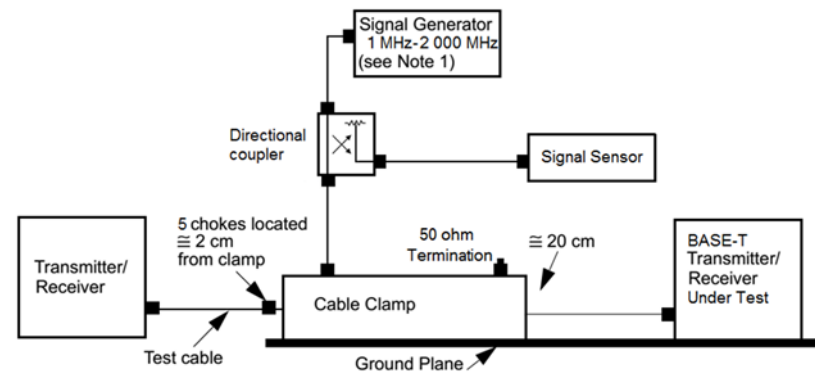 Signal Generator
1 MHz-2 000 MHz
(see Note 1)
Directional
coupler
Signal Sensor
5 chokes located
≅ 2 cm
from clamp
50 ohm
Termination
≅ 20 cm
BASE-T
Transmitter/
Receiver
Under Test
Transmitter/
Receiver
Cable Clamp
Test cable
Ground Plane